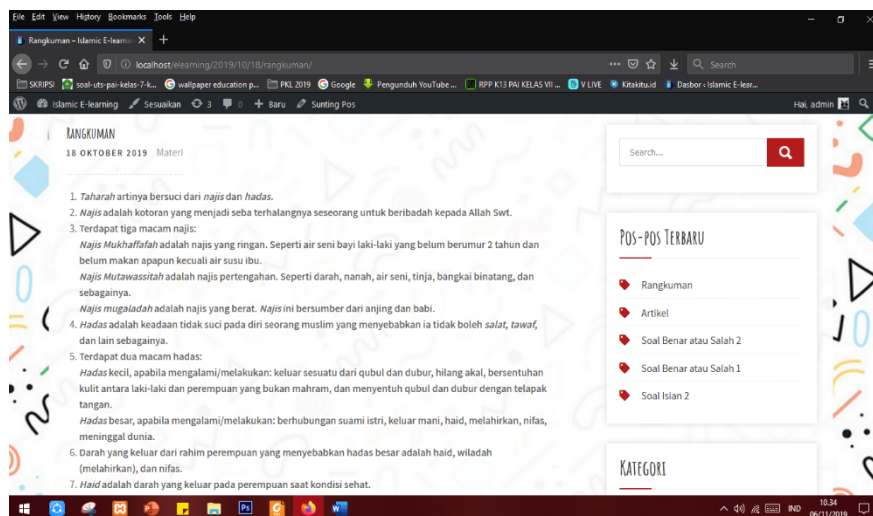 File Edit View History Bookmarks Tools Help
Rangkuman – Islamic E-learnin
localhost/elearning/2019/10/18/rangkuman/
Search
SKRIPSI soal-uts-pai-kelas-7-k... wallpaper education p... PKL 2019 Google Pengunduh YouTube ... RPP K13 PAI KELAS VII ... V LIVE Kitakitu.id Dasbor ‹ Islamic E-lear...
Islamic E-learning Sesuaikan 3 0 + Baru Sunting Pos Hai, admin
RANGKUMAN
18 OKTOBER 2019 Materi
1. Taharah artinya bersuci dari najis dan hadas.
2. Najis adalah kotoran yang menjadi seba terhalangnya seseorang untuk beribadah kepada Allah Swt.
3. Terdapat tiga macam najis:
Najis Mukhaffafah adalah najis yang ringan. Seperti air seni bayi laki-laki yang belum berumur 2 tahun dan
belum makan apapun kecuali air susu ibu.
Najis Mutawassitah adalah najis pertengahan. Seperti darah, nanah, air seni, tinja, bangkai binatang, dan
sebagainya.
Najis mugaladah adalah najis yang berat. Najis ini bersumber dari anjing dan babi.
4. Hadas adalah keadaan tidak suci pada diri seorang muslim yang menyebabkan ia tidak boleh salat, tawaf,
dan lain sebagainya.
5. Terdapat dua macam hadas:
Hadas kecil, apabila mengalami/melakukan: keluar sesuatu dari qubul dan dubur, hilang akal, bersentuhan
kulit antara laki-laki dan perempuan yang bukan mahram, dan menyentuh qubul dan dubur dengan telapak
tangan.
Hadas besar, apabila mengalami/melakukan: berhubungan suami istri, keluar mani, haid, melahirkan, nifas,
meninggal dunia.
6. Darah yang keluar dari rahim perempuan yang menyebabkan hadas besar adalah haid, wiladah
(melahirkan), dan nifas.
7. Haid adalah darah yang keluar pada perempuan saat kondisi sehat.
Search...
POS-POS TERBARU
Rangkuman
Artikel
Soal Benar atau Salah 2
Soal Benar atau Salah 1
Soal Isian 2
KATEGORI
IND
10.34
06/11/2019